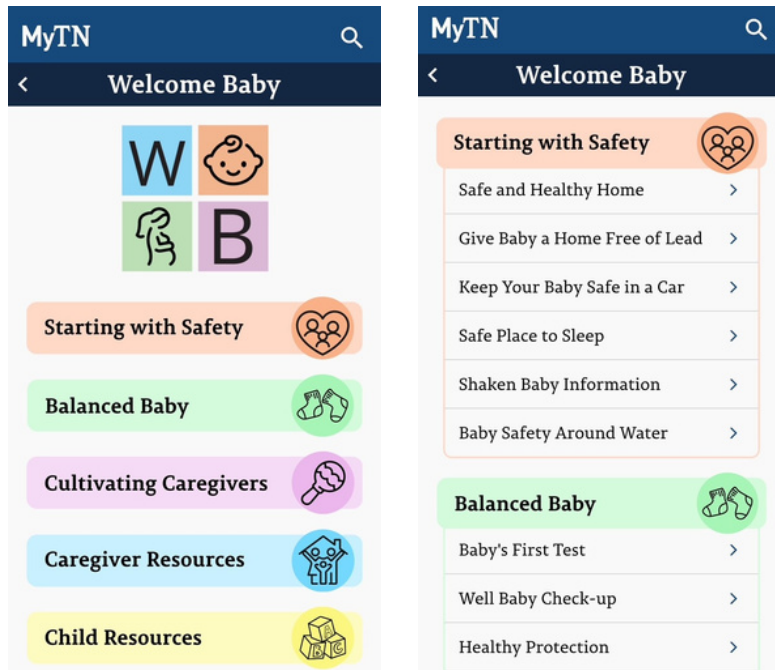 MyTN
Welcome Baby
W
B
Starting with Safety
Balanced Baby
Cultivating Caregivers
Caregiver Resources
Child Resources
A
B C
MyTN
Welcome Baby
Starting with Safety
Safe and Healthy Home
Give Baby a Home Free of Lead
Keep Your Baby Safe in a Car
Safe Place to Sleep
Shaken Baby Information
Baby Safety Around Water
Balanced Baby
Baby's First Test
Well Baby Check-up
Healthy Protection